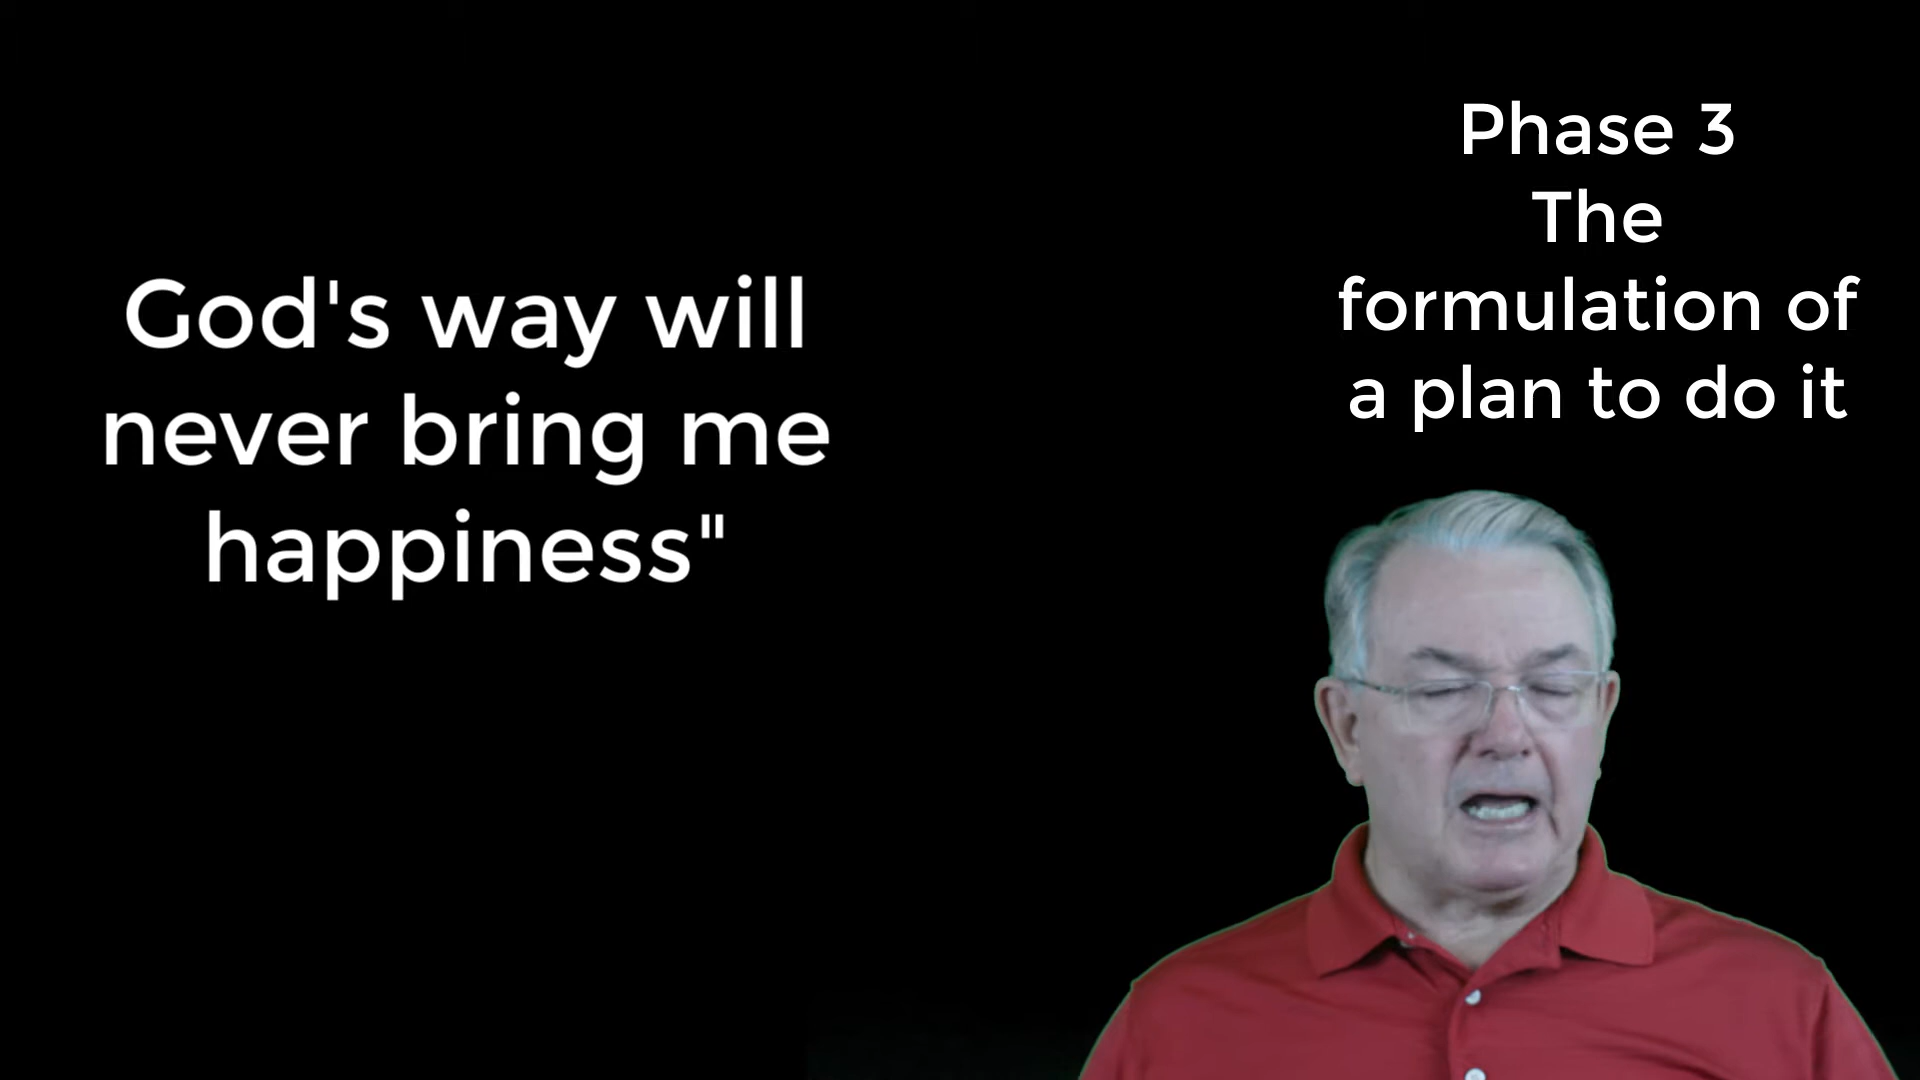 God's way will
never bring me
happiness"
Phase 3
The
formulation of
a plan to do it